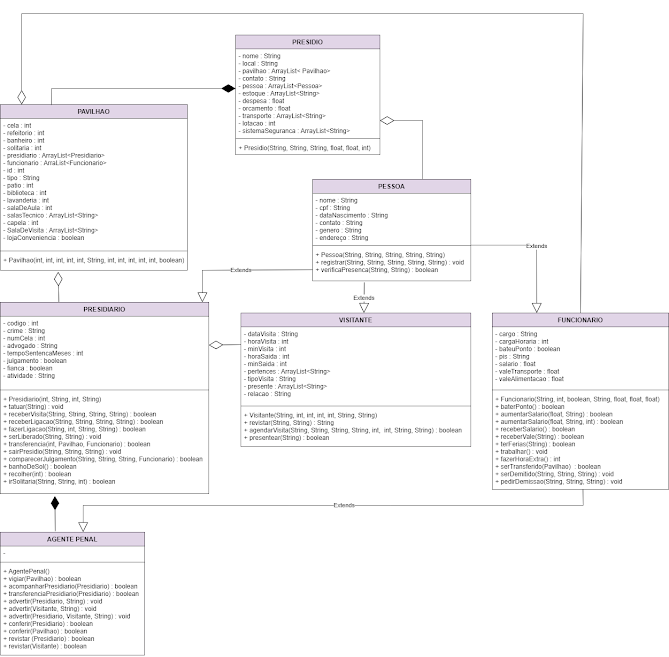 PRESIDIO
- nome : String
- local : String
- pavilhao : ArrayList< Pavilhao>
- contato : String
- pessoa : ArrayList<Pessoa>
- estoque : ArrayList<String>
- despesa : float
- orcamento : float
- transporte : ArrayList<String>
- lotacao : int
- sistemaSeguranca : ArrayList<String>
+ Presidio(String, String, String, float, float, int)
PAVILHAO
- cela : int
- refeitorio : int
- banheiro : int
- solitaria : int
- presidiario : ArrayList<Presidiario>
- funcionario : ArraList<Funcionario>
- id : int
- tipo : String
- patio : int
- biblioteca : int
- lavanderia : int
- salaDeAula : int
- salasTecnico : ArrayList<String>
- capela : int
- SalaDeVisita : ArrayList<String>
- lojaConveniencia : boolean
+ Pavilhao(int, int, int, int, int, String, int, int, int, int, int, boolean)
PESSOA
- nome : String
- cpf : String
- dataNascimento : String
- contato : String
- genero : String
- endereço : String
+ Pessoa(String, String, String, String, String)
+ registrar(String, String, String, String, String) : void
+ verificaPresenca(String, String) : boolean
Extends
Extends
Extends
PRESIDIARIO
- codigo : int
- crime : String
- numCela : int
- advogado : String
- tempoSentencaMeses : int
- julgamento : boolean
- fianca : boolean
- atividade : String
+ Presidiario(int, String, int, String)
+ tatuar(String) : void
+ receberVisita(String, String, String, String) : boolean
+ receberLigacao(String, String, String, String) : boolean
+ fazerLigacao(String, int, String, String, String) : boolean
+ serLiberado(String, String) : void
+ transferencia(int, Pavilhao, Funcionario) : boolean
+ sairPresidio(String, String, String) : void
+ comparecerJulgamento(String, String, String, Funcionario) : boolean
+ banhoDeSol() : boolean
+ recolher(int) : boolean
+ irSolitaria(String, String, int) : boolean
VISITANTE
- dataVisita : String
- horaVisita : int
- minVisita : int
- horaSaida : int
- minSaida : int
- pertences : ArrayList<String>
- tipoVisita : String
- presente : ArrayList<String>
- relacao : String
+ Visitante(String, int, int, int, int, String, String)
+ revistar(String) : void
+ agendarVisita(String, String, String, String, int, int, String, String) : boolean
+ presentear(String) : boolean
FUNCIONARIO
- cargo : String
- cargaHoraria : int
- bateuPonto : boolean
- pis : String
- salario : float
- valeTransporte : float
- valeAlimentacao : float
+ Funcionario(String, int, boolean, String, float, float, float)
+ baterPonto() : boolean
+ aumentarSalario(float, String) : boolean
+ aumentarSalario(float, String, int) : boolean
+ receberSalario() : boolean
+ receberVale(String) : boolean
+ terFerias(String) : boolean
+ trabalhar() : void
+ fazerHoraExtra() : int
+ serTransferido(Pavilhao) : boolean
+ serDemitido(String, String, String) : void
+ pedirDemissao(String, String, String) : void
Extends
AGENTE PENAL
-
+ AgentePenal()
+ vigiar(Pavilhao) : boolean
+ acompanharPresidiario(Presidiario) : boolean
+ transferenciaPresidiario(Presidiario) : boolean
+ advertir(Presidiario, String) : void
+ advertir(Visitante, String) : void
+ advertir(Presidiario, Visitante, String) : void
+ conferir(Presidiario) : boolean
+ conferir(Pavilhao) : boolean
+ revistar (Presidiario) : boolean
+ revistar(Visitante) : boolean